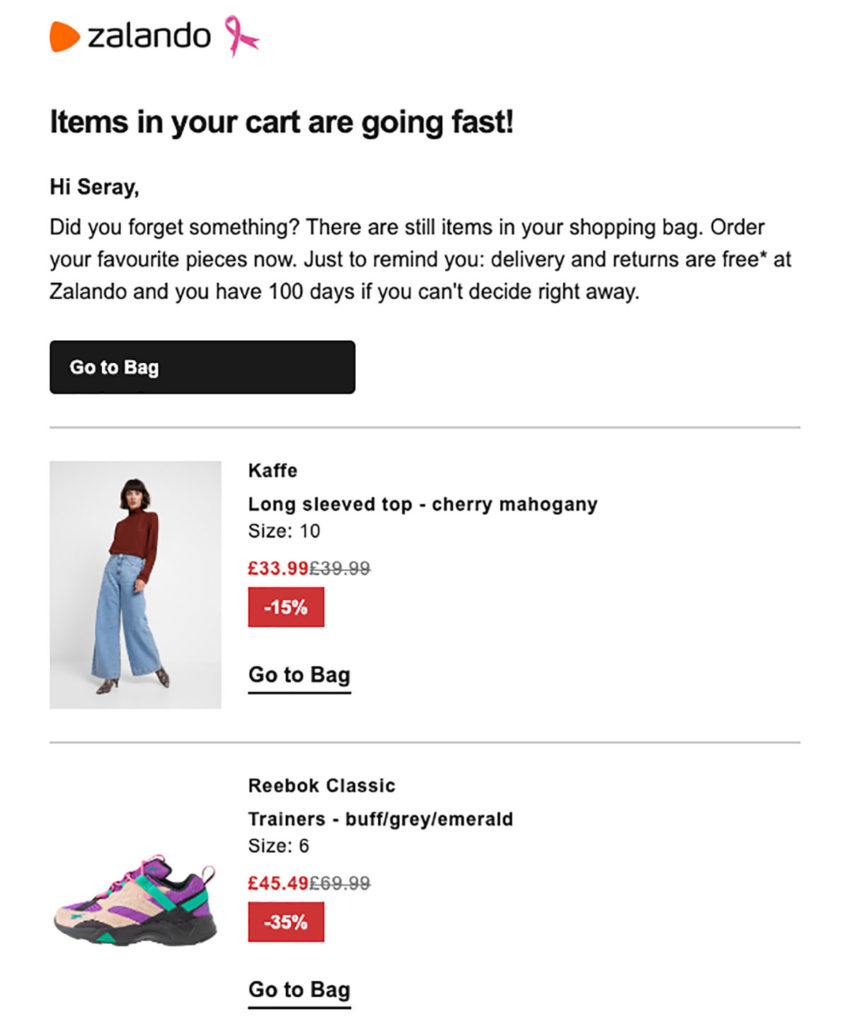 zalando
Items in your cart are going fast!
Hi Seray,
Did you forget something? There are still items in your shopping bag. Order
your favourite pieces now. Just to remind you: delivery and returns are free* at
Zalando and you have 100 days if you can't decide right away.
Go to Bag
Kaffe
Long sleeved top - cherry mahogany
Size: 10
£33.99£39.99
-15%
Go to Bag
Reebok Classic
Trainers - buff/grey/emerald
Size: 6
£45.49£69.99
-35%
Go to Bag